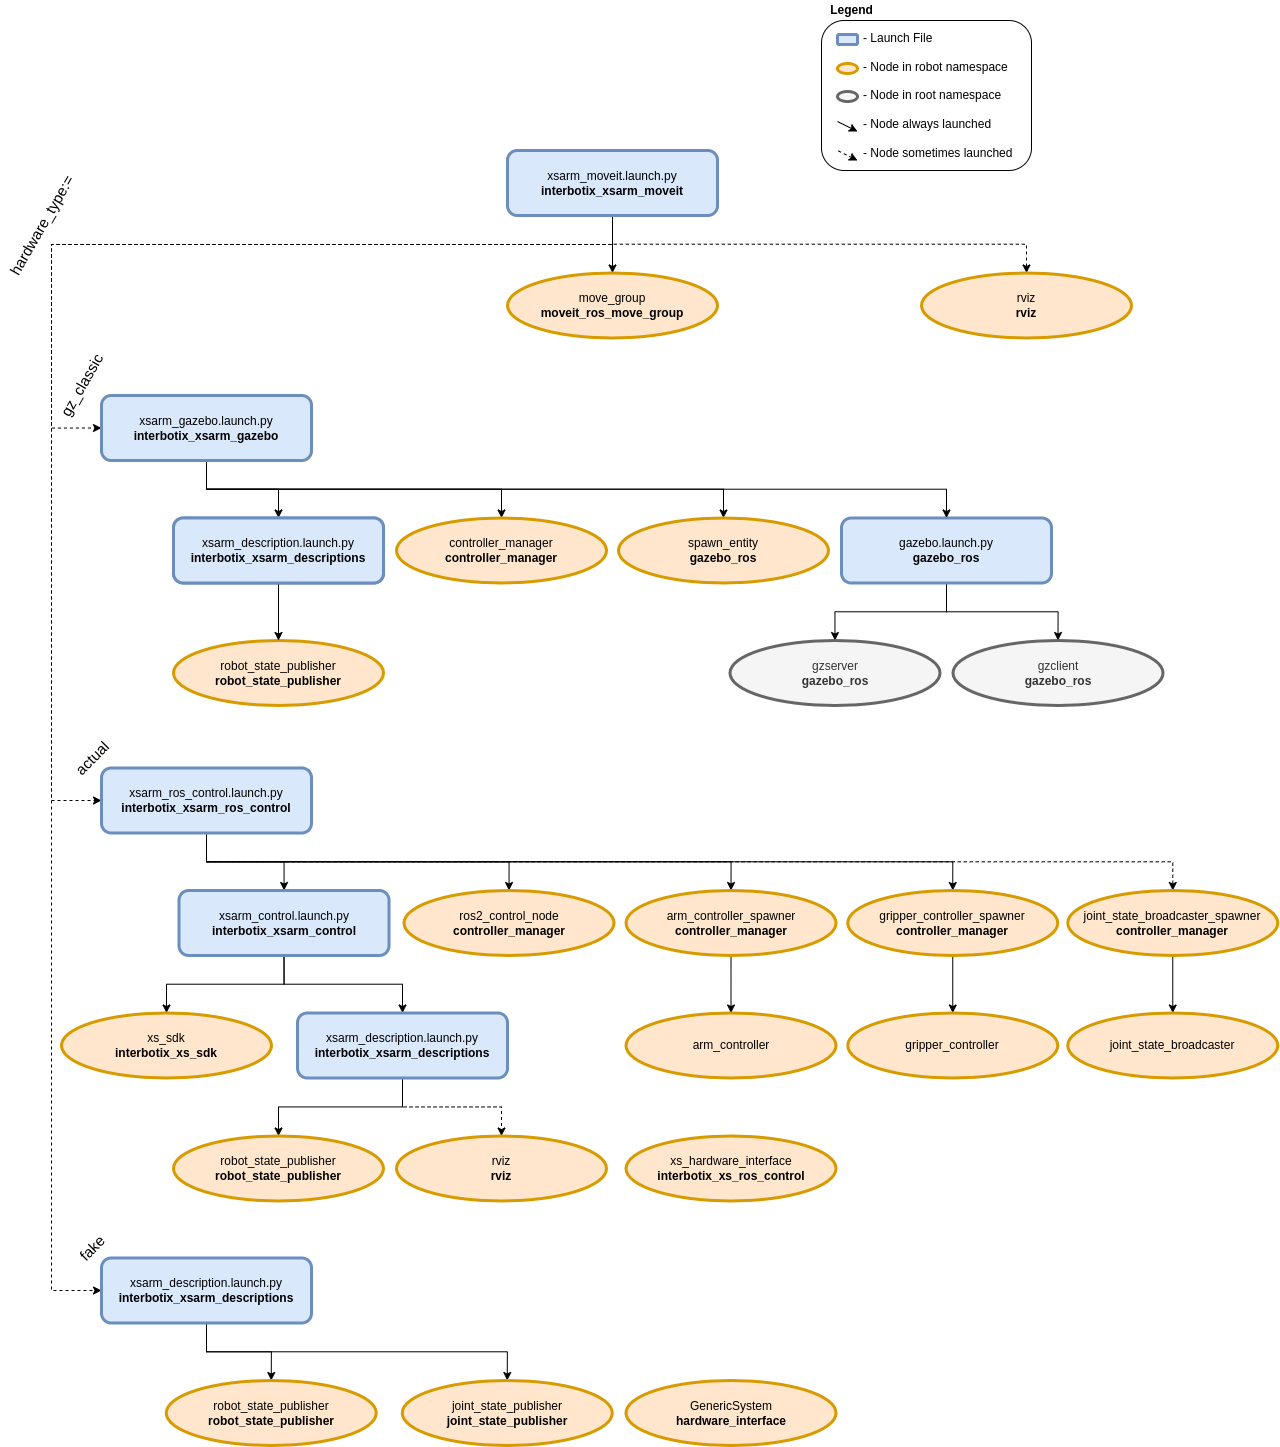 Legend
- Launch File
- Node in robot namespace
- Node in root namespace
- Node always launched
- Node sometimes launched
xsarm_moveit.launch.py
interbotix_xsarm_moveit
hardware_type:=
move_group
moveit_ros_move_group
rviz
rviz
gz_classic
xsarm_gazebo.launch.py
interbotix_xsarm_gazebo
xsarm_description.launch.py
interbotix_xsarm_descriptions
controller_manager
controller_manager
spawn_entity
gazebo_ros
gazebo.launch.py
gazebo_ros
robot_state_publisher
robot_state_publisher
gzserver
gazebo_ros
gzclient
gazebo_ros
actual
xsarm_ros_control.launch.py
interbotix_xsarm_ros_control
xsarm_control.launch.py
interbotix_xsarm_control
ros2_control_node
controller_manager
arm_controller_spawner
controller_manager
gripper_controller_spawner
controller_manager
joint_state_broadcaster_spawner
controller_manager
xs_sdk
interbotix_xs_sdk
xsarm_description.launch.py
interbotix_xsarm_descriptions
arm_controller
gripper_controller
joint_state_broadcaster
robot_state_publisher
robot_state_publisher
rviz
rviz
xs_hardware_interface
interbotix_xs_ros_control
fake
xsarm_description.launch.py
interbotix_xsarm_descriptions
robot_state_publisher
robot_state_publisher
joint_state_publisher
joint_state_publisher
GenericSystem
hardware_interface